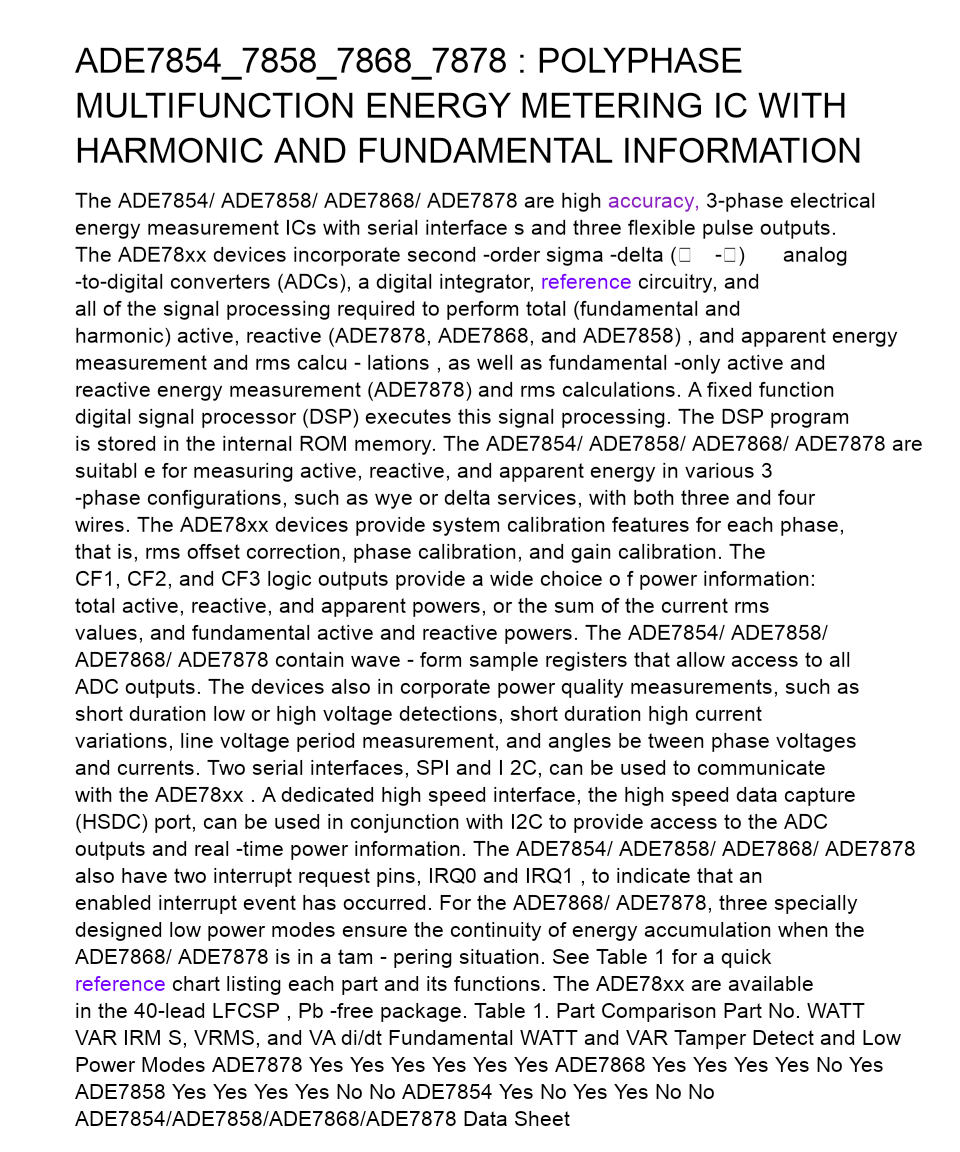 ADE7854_7858_7868_7878 : POLYPHASE
MULTIFUNCTION ENERGY METERING IC WITH
HARMONIC AND FUNDAMENTAL INFORMATION
The ADE7854/ ADE7858/ ADE7868/ ADE7878 are high accuracy, 3-phase electrical
energy measurement ICs with serial interface s and three flexible pulse outputs.
The ADE78xx devices incorporate second -order sigma -delta (□ -□) analog
-to-digital converters (ADCs), a digital integrator, reference circuitry, and
all of the signal processing required to perform total (fundamental and
harmonic) active, reactive (ADE7878, ADE7868, and ADE7858) , and apparent energy
measurement and rms calcu - lations , as well as fundamental -only active and
reactive energy measurement (ADE7878) and rms calculations. A fixed function
digital signal processor (DSP) executes this signal processing. The DSP program
is stored in the internal ROM memory. The ADE7854/ ADE7858/ ADE7868/ ADE7878 are
suitabl e for measuring active, reactive, and apparent energy in various 3
-phase configurations, such as wye or delta services, with both three and four
wires. The ADE78xx devices provide system calibration features for each phase,
that is, rms offset correction, phase calibration, and gain calibration. The
CF1, CF2, and CF3 logic outputs provide a wide choice o f power information:
total active, reactive, and apparent powers, or the sum of the current rms
values, and fundamental active and reactive powers. The ADE7854/ ADE7858/
ADE7868/ ADE7878 contain wave - form sample registers that allow access to all
ADC outputs. The devices also in corporate power quality measurements, such as
short duration low or high voltage detections, short duration high current
variations, line voltage period measurement, and angles be tween phase voltages
and currents. Two serial interfaces, SPI and I 2C, can be used to communicate
with the ADE78xx . A dedicated high speed interface, the high speed data capture
(HSDC) port, can be used in conjunction with I2C to provide access to the ADC
outputs and real -time power information. The ADE7854/ ADE7858/ ADE7868/ ADE7878
also have two interrupt request pins, IRQ0 and IRQ1 , to indicate that an
enabled interrupt event has occurred. For the ADE7868/ ADE7878, three specially
designed low power modes ensure the continuity of energy accumulation when the
ADE7868/ ADE7878 is in a tam - pering situation. See Table 1 for a quick
reference chart listing each part and its functions. The ADE78xx are available
in the 40-lead LFCSP , Pb -free package. Table 1. Part Comparison Part No. WATT
VAR IRM S, VRMS, and VA di/dt Fundamental WATT and VAR Tamper Detect and Low
Power Modes ADE7878 Yes Yes Yes Yes Yes Yes ADE7868 Yes Yes Yes Yes No Yes
ADE7858 Yes Yes Yes Yes No No ADE7854 Yes No Yes Yes No No
ADE7854/ADE7858/ADE7868/ADE7878 Data Sheet